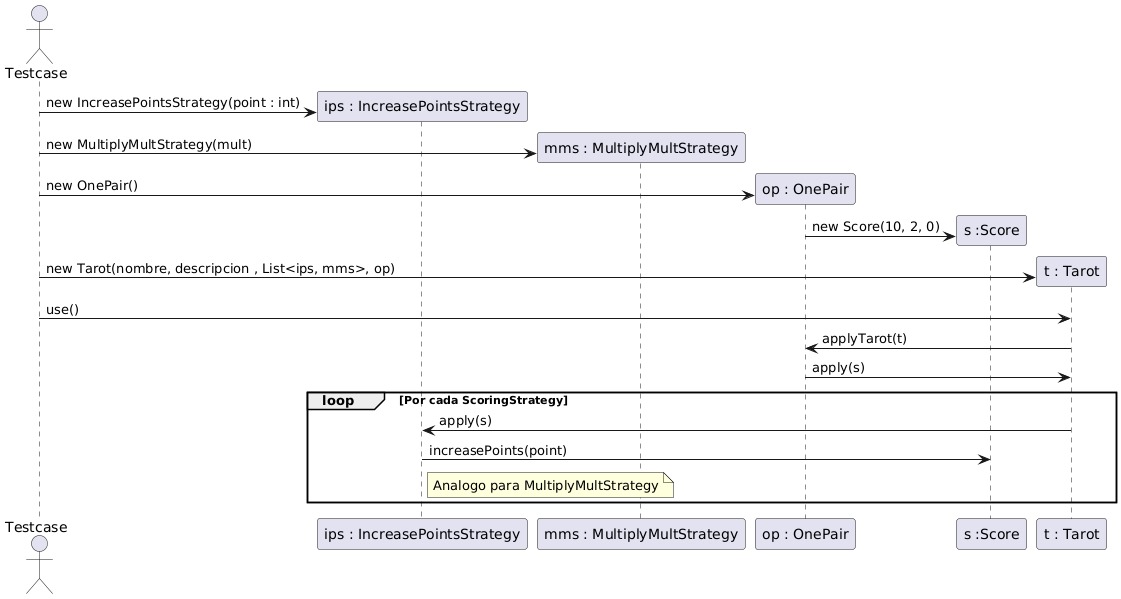 Testcase
new IncreasePointsStrategy(point : int)
ips : IncreasePointsStrategy
new MultiplyMultStrategy(mult)
mms : MultiplyMultStrategy
new OnePair()
op : OnePair
new Score(10, 2, 0)
s :Score
new Tarot(nombre, descripcion , List<ips, mms>, op)
t : Tarot
use()
applyTarot(t)
apply(s)
loop [Por cada ScoringStrategy]
apply(s)
increasePoints(point)
Analogo para MultiplyMultStrategy
Testcase
ips : IncreasePointsStrategy
mms : MultiplyMultStrategy
op : OnePair
s :Score
t : Tarot